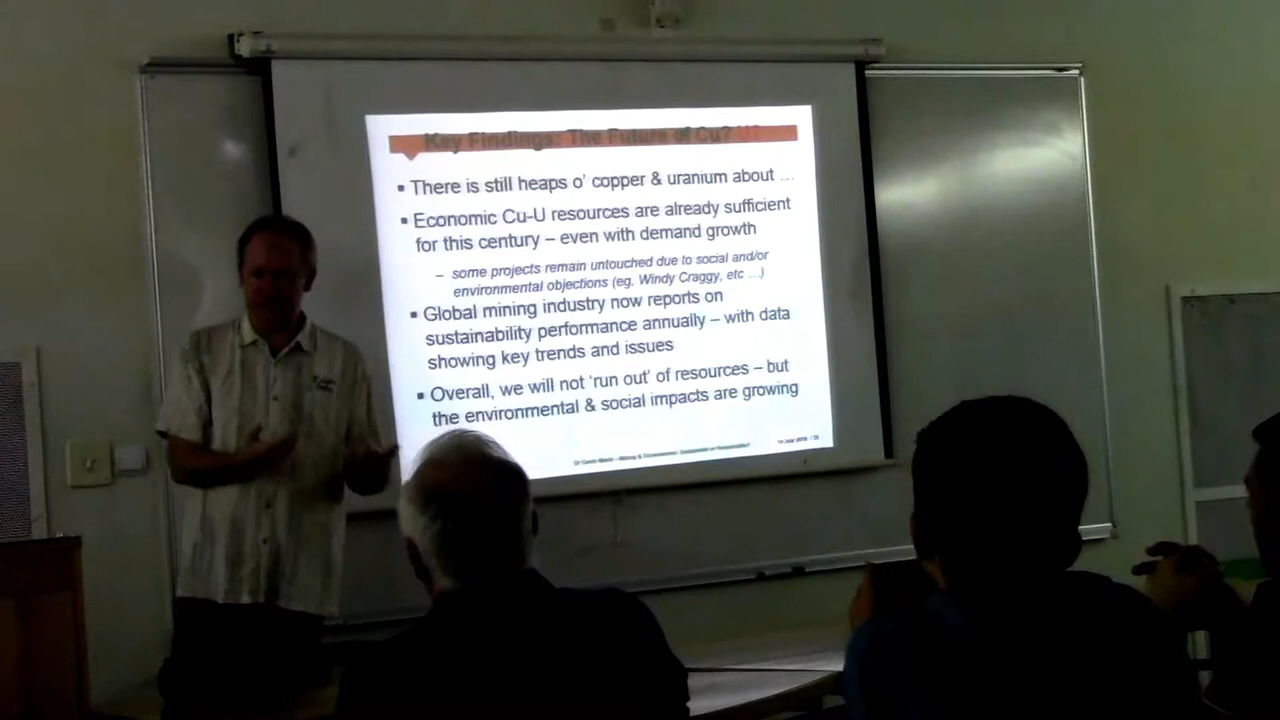 Key Findings: The Future of Cu? U?
▪ There is still heaps o' copper & uranium about …
▪ Economic Cu-U resources are already sufficient
for this century – even with demand growth
– some projects remain untouched due to social and/or
environmental objections (eg. Windy Craggy, etc …)
▪ Global mining industry now reports on
sustainability performance annually – with data
showing key trends and issues
▪ Overall, we will not 'run out' of resources – but
the environmental & social impacts are growing